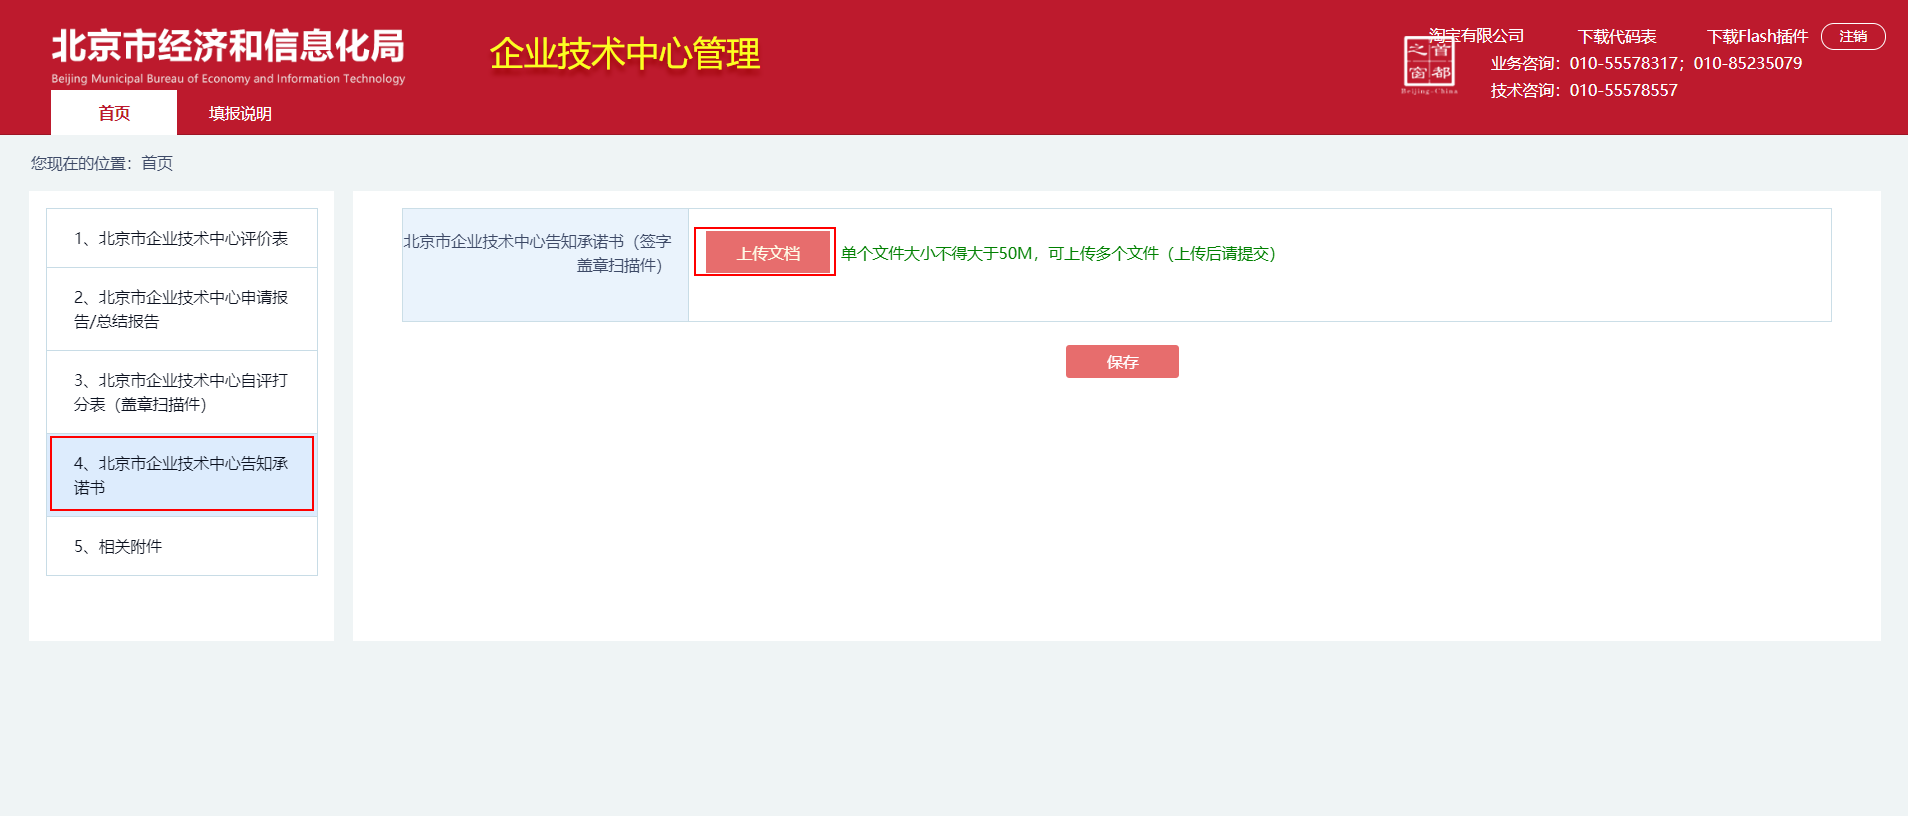 北京市经济和信息化局
Beijing Municipal Bureau of Economy and Information Technology
企业技术中心管理
首都之窗
Beijing-China
淘宝有限公司
下载代码表
下载Flash插件
注销
业务咨询：010-55578317；010-85235079
技术咨询：010-55578557
首页
填报说明
您现在的位置：首页
1、北京市企业技术中心评价表
2、北京市企业技术中心申请报
告/总结报告
3、北京市企业技术中心自评打
分表（盖章扫描件）
4、北京市企业技术中心告知承
诺书
5、相关附件
北京市企业技术中心告知承诺书（签字
盖章扫描件）
上传文档
单个文件大小不得大于50M，可上传多个文件（上传后请提交）
保存